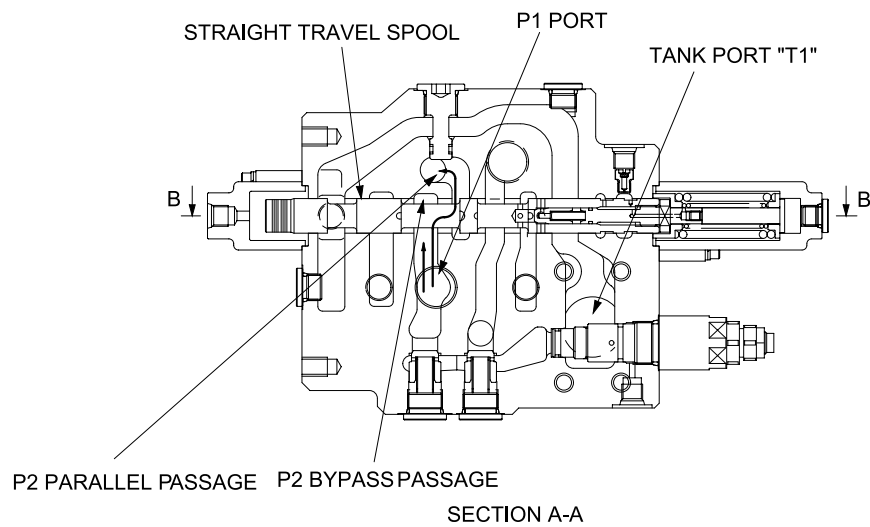 P1 PORT
STRAIGHT TRAVEL SPOOL
TANK PORT "T1"
B
B
P2 PARALLEL PASSAGE
P2 BYPASS PASSAGE
SECTION A-A